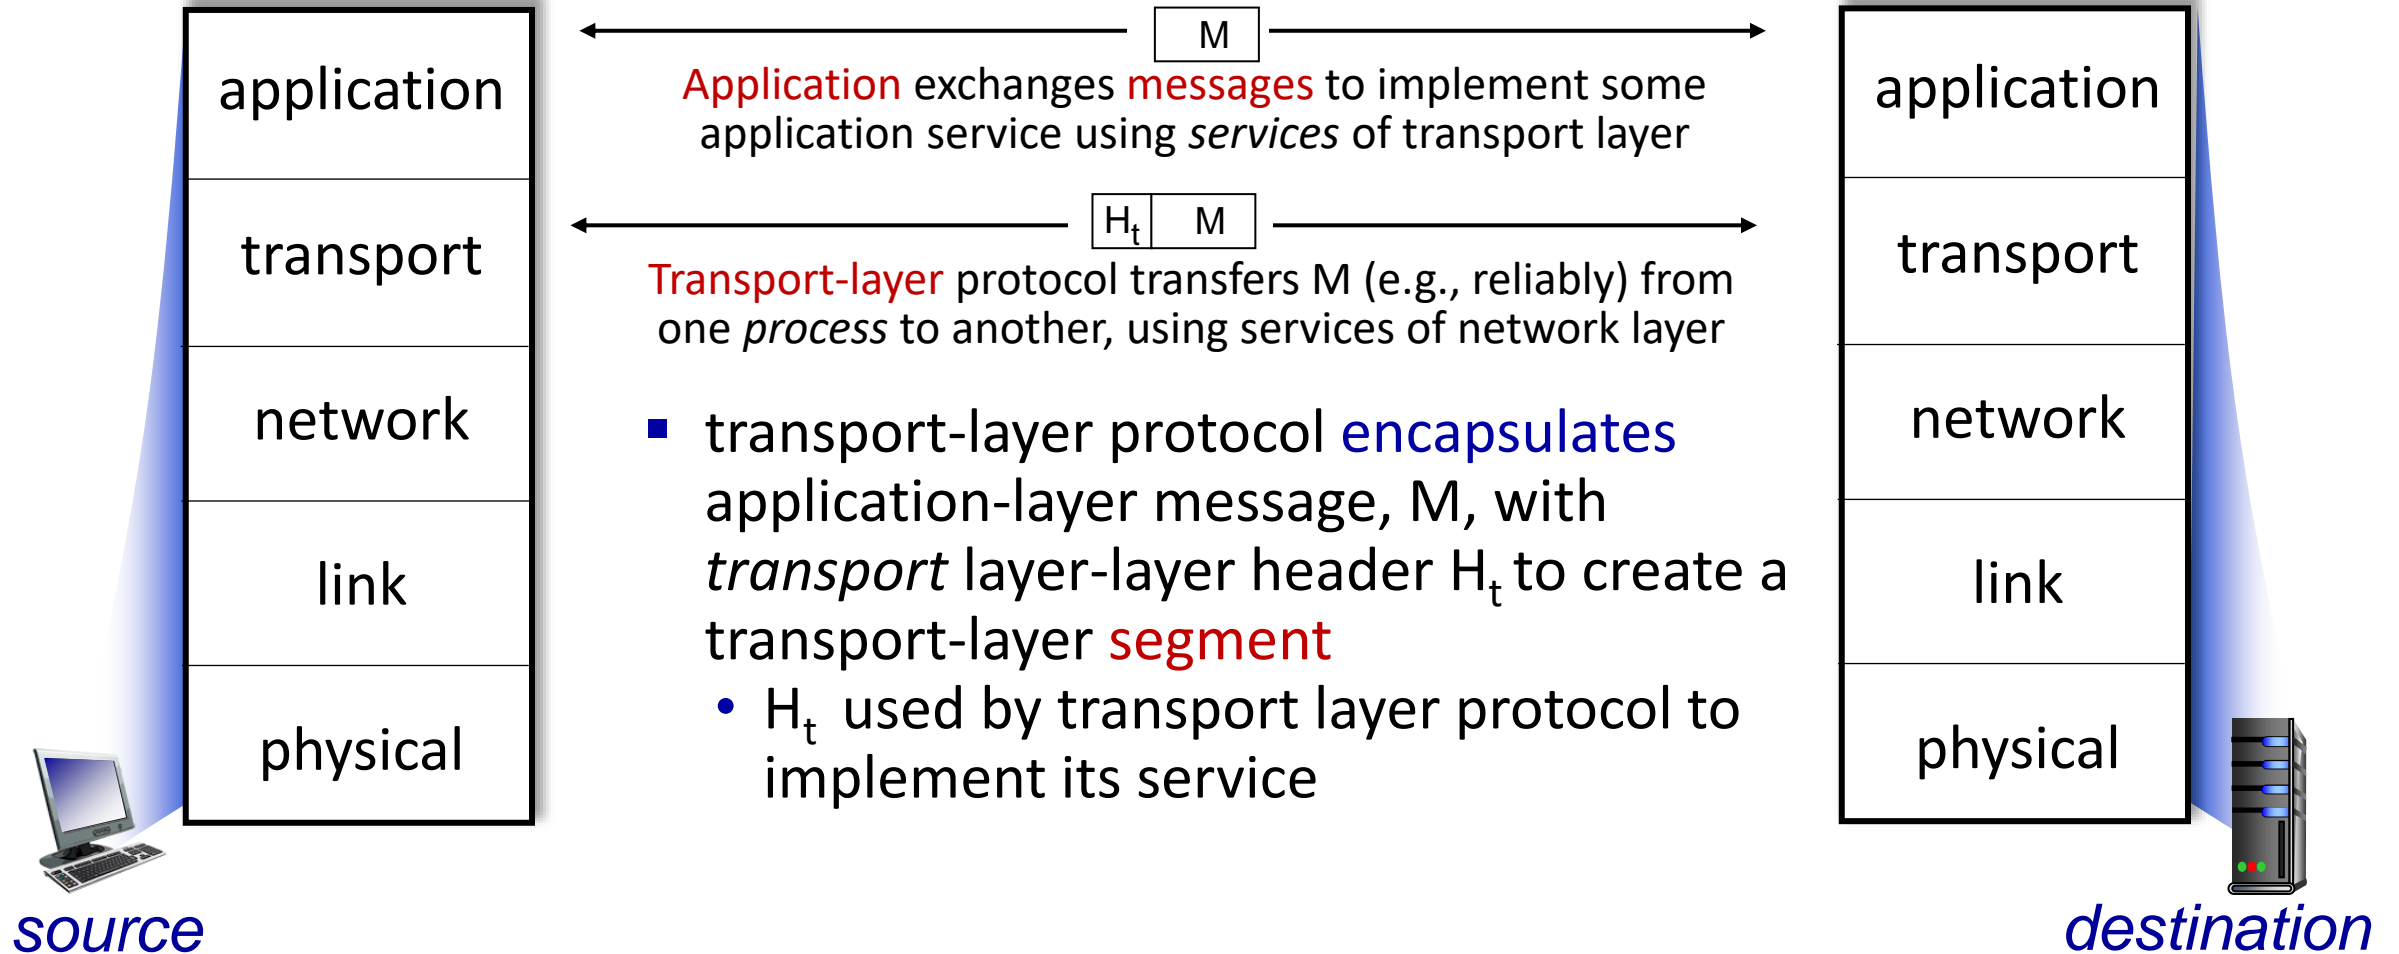 application
transport
network
link
physical
source
M
Application exchanges messages to implement some
application service using services of transport layer
Ht M
Transport-layer protocol transfers M (e.g., reliably) from
one process to another, using services of network layer
▪ transport-layer protocol encapsulates
application-layer message, M, with
transport layer-layer header Ht to create a
transport-layer segment
• Ht used by transport layer protocol to
implement its service
application
transport
network
link
physical
destination